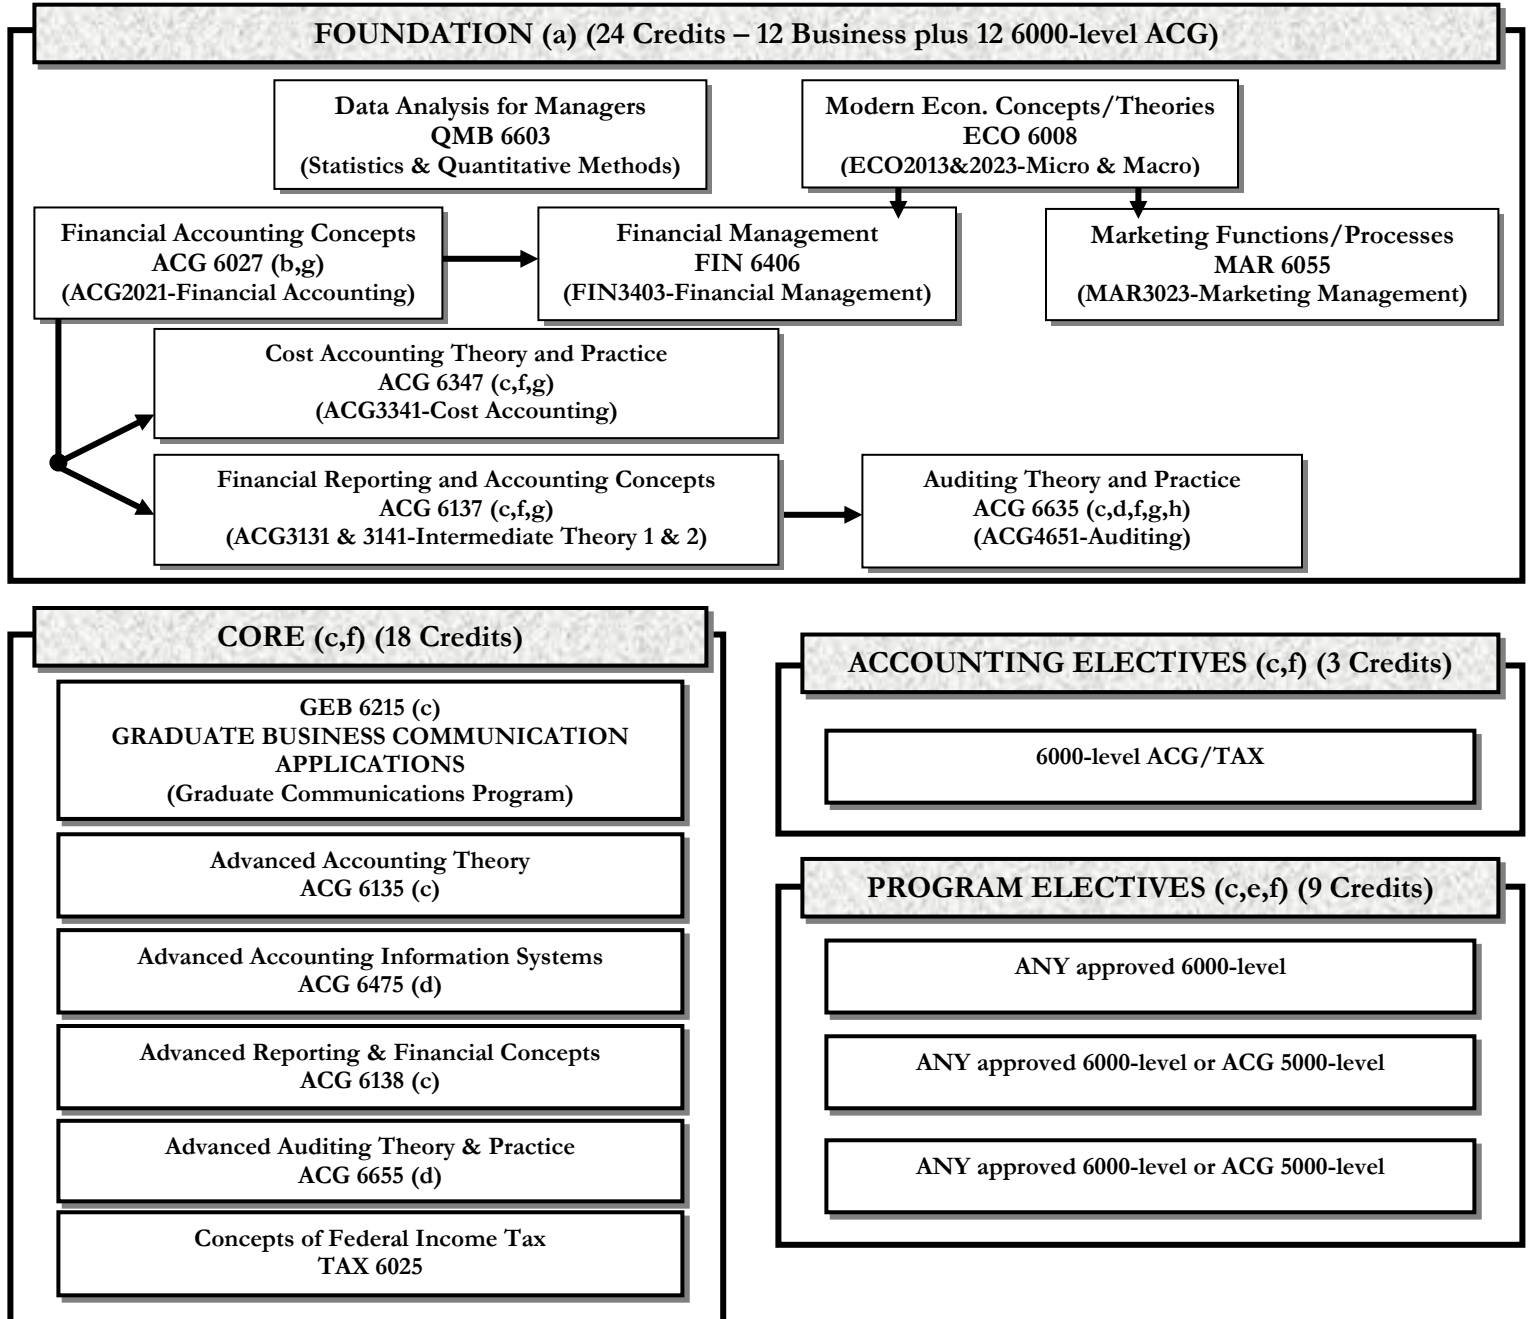 FOUNDATION (a) (24 Credits – 12 Business plus 12 6000-level ACG)
Data Analysis for Managers
QMB 6603
(Statistics & Quantitative Methods)
Modern Econ. Concepts/Theories
ECO 6008
(ECO2013&2023-Micro & Macro)
Financial Accounting Concepts
ACG 6027 (b,g)
(ACG2021-Financial Accounting)
Financial Management
FIN 6406
(FIN3403-Financial Management)
Marketing Functions/Processes
MAR 6055
(MAR3023-Marketing Management)
Cost Accounting Theory and Practice
ACG 6347 (c,f,g)
(ACG3341-Cost Accounting)
Financial Reporting and Accounting Concepts
ACG 6137 (c,f,g)
(ACG3131 & 3141-Intermediate Theory 1 & 2)
Auditing Theory and Practice
ACG 6635 (c,d,f,g,h)
(ACG4651-Auditing)
CORE (c,f) (18 Credits)
GEB 6215 (c)
GRADUATE BUSINESS COMMUNICATION
APPLICATIONS
(Graduate Communications Program)
Advanced Accounting Theory
ACG 6135 (c)
Advanced Accounting Information Systems
ACG 6475 (d)
Advanced Reporting & Financial Concepts
ACG 6138 (c)
Advanced Auditing Theory & Practice
ACG 6655 (d)
Concepts of Federal Income Tax
TAX 6025
ACCOUNTING ELECTIVES (c,f) (3 Credits)
6000-level ACG/TAX
PROGRAM ELECTIVES (c,e,f) (9 Credits)
ANY approved 6000-level
ANY approved 6000-level or ACG 5000-level
ANY approved 6000-level or ACG 5000-level